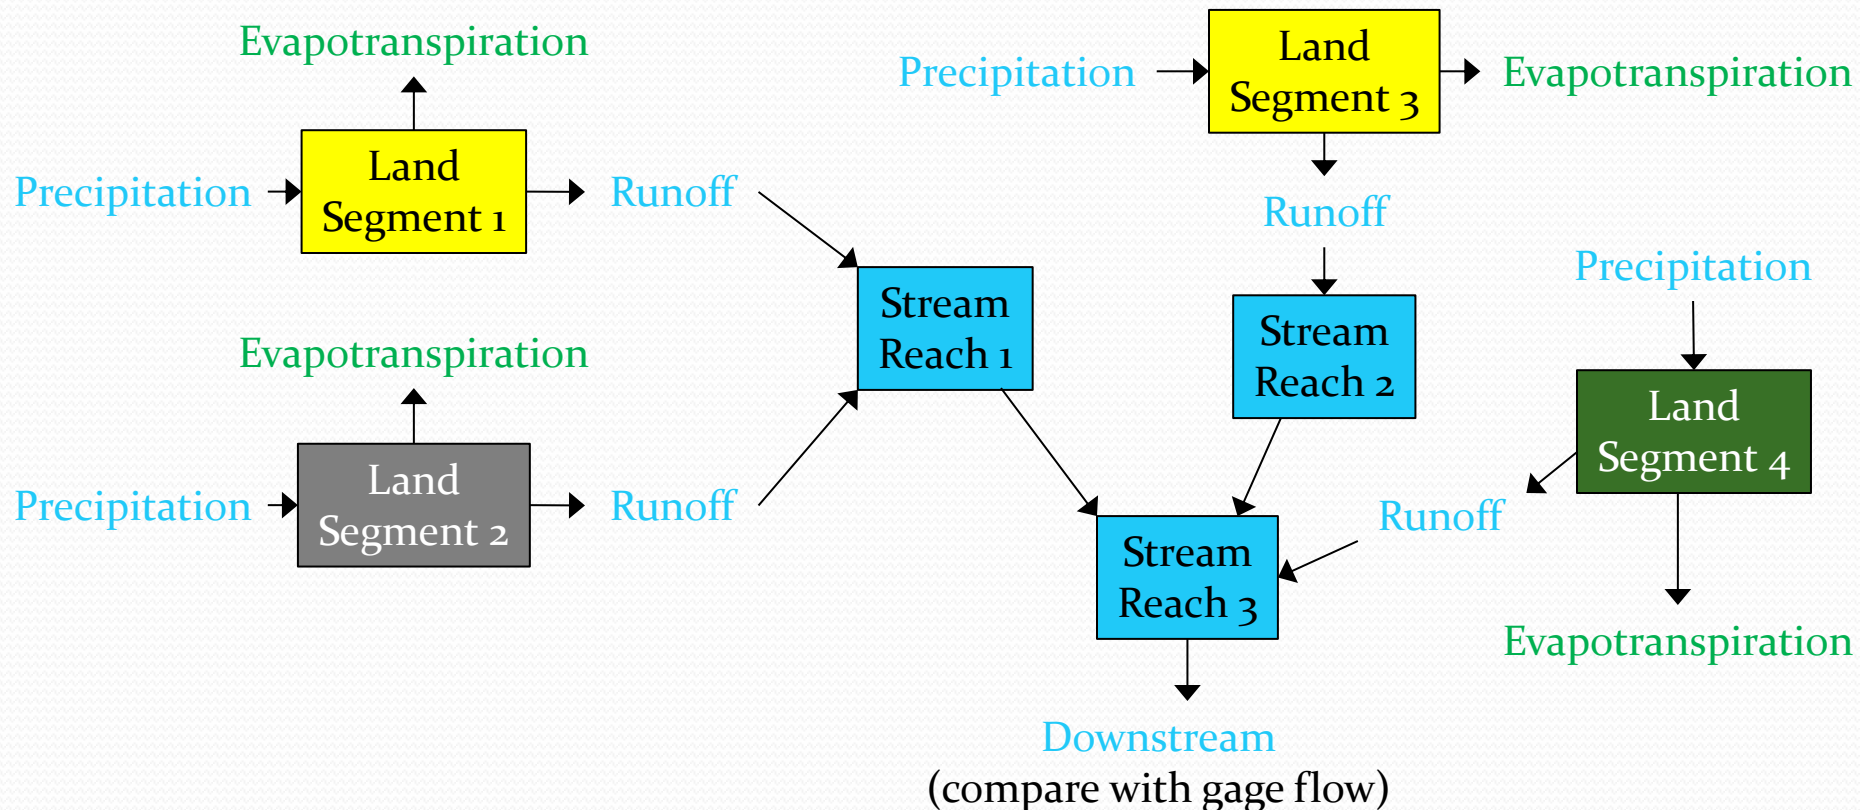 Evapotranspiration
Precipitation
Land
Segment 1
Runoff
Evapotranspiration
Precipitation
Land
Segment 2
Runoff
Stream
Reach 1
Precipitation
Land
Segment 3
Evapotranspiration
Runoff
Stream
Reach 2
Precipitation
Land
Segment 4
Runoff
Evapotranspiration
Stream
Reach 3
Downstream
(compare with gage flow)